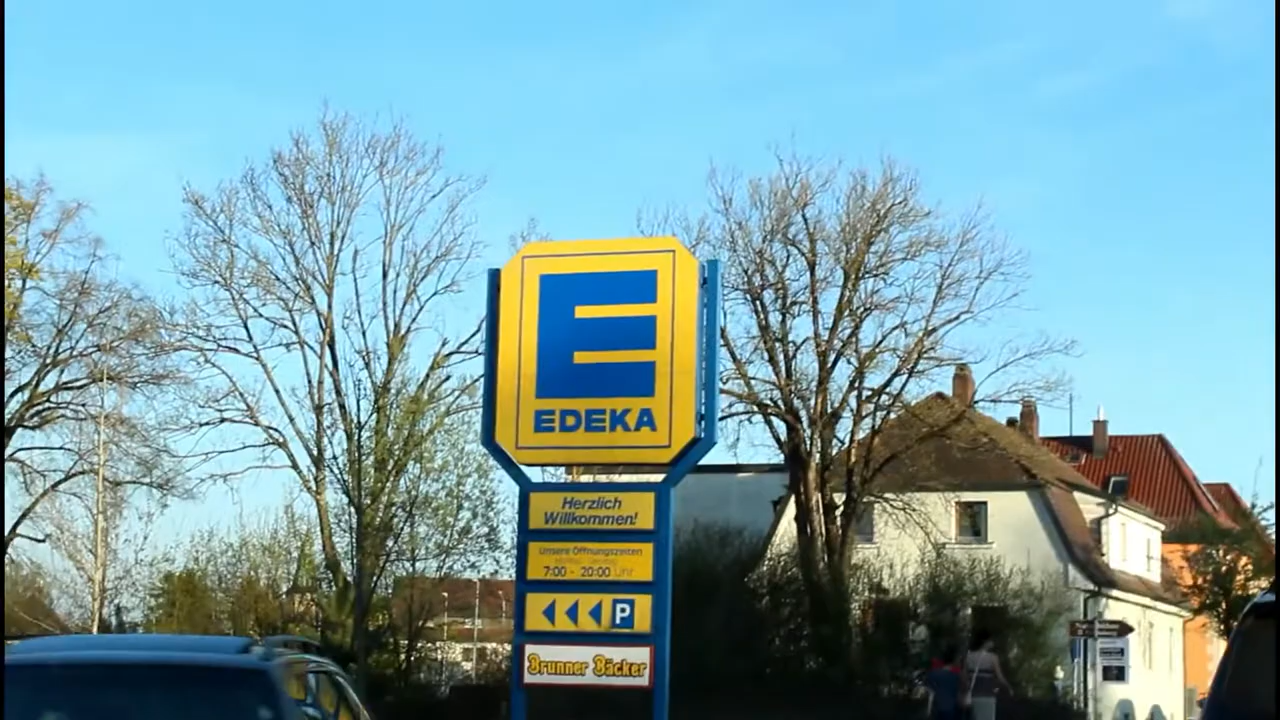 E
EDEKA
Herzlich
Willkommen!
Unsere Öffnungszeiten
7:00 - 20:00 Uhr
P
Brunner Bäcker